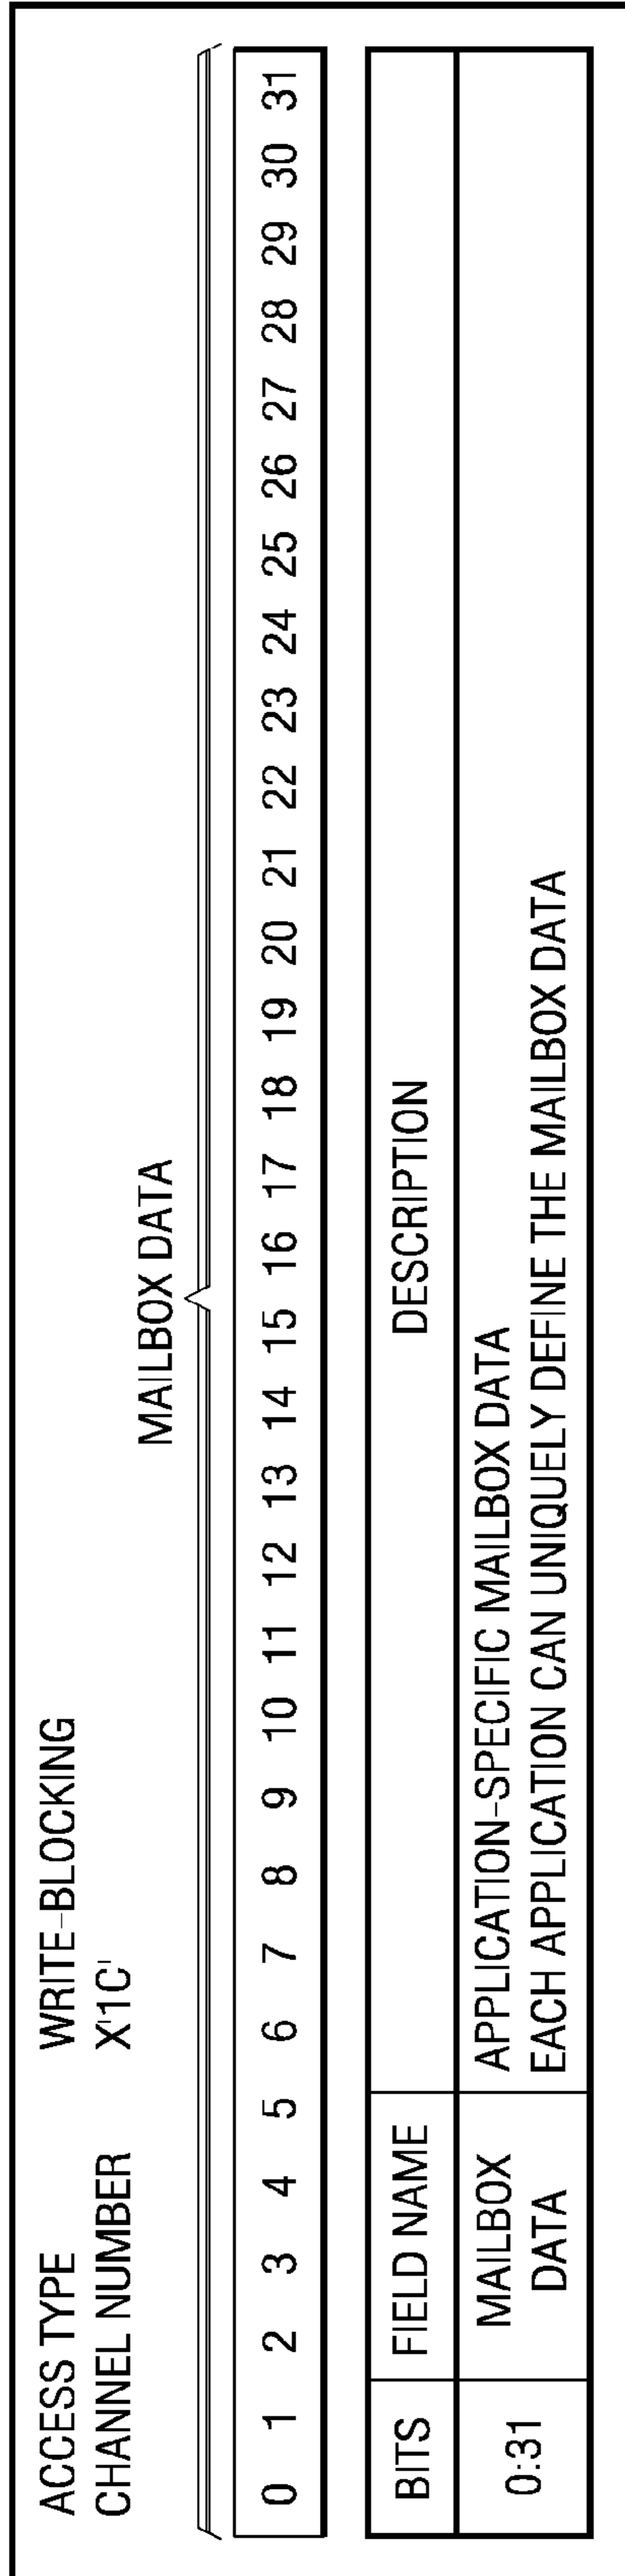 ACCESS TYPE WRITE-BLOCKING
CHANNEL NUMBER X'1C'
MAILBOX DATA
0 1 2 3 4 5 6 7 8 9 10 11 12 13 14 15 16 17 18 19 20 21 22 23 24 25 26 27 28 29 30 31
BITS FIELD NAME DESCRIPTION
0:31 MAILBOX DATA APPLICATION-SPECIFIC MAILBOX DATA
EACH APPLICATION CAN UNIQUELY DEFINE THE MAILBOX DATA